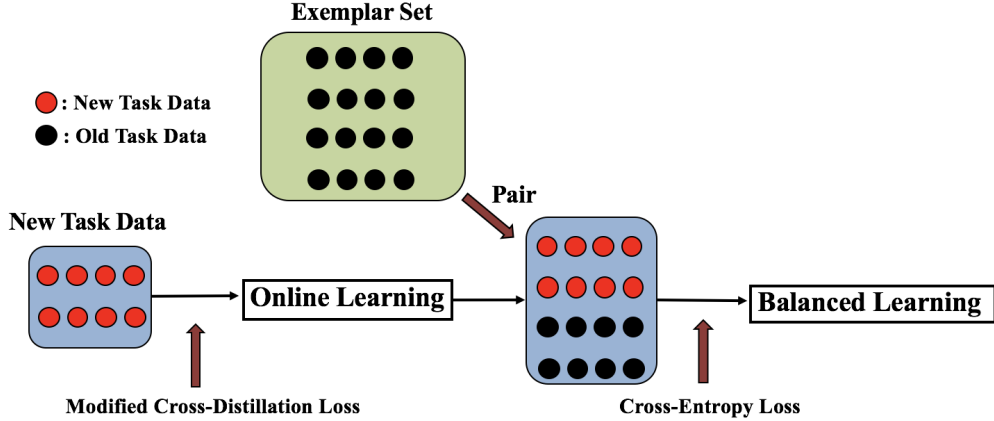 Exemplar Set
: New Task Data
: Old Task Data
Pair
New Task Data
Online Learning
Balanced Learning
Modified Cross-Distillation Loss
Cross-Entropy Loss